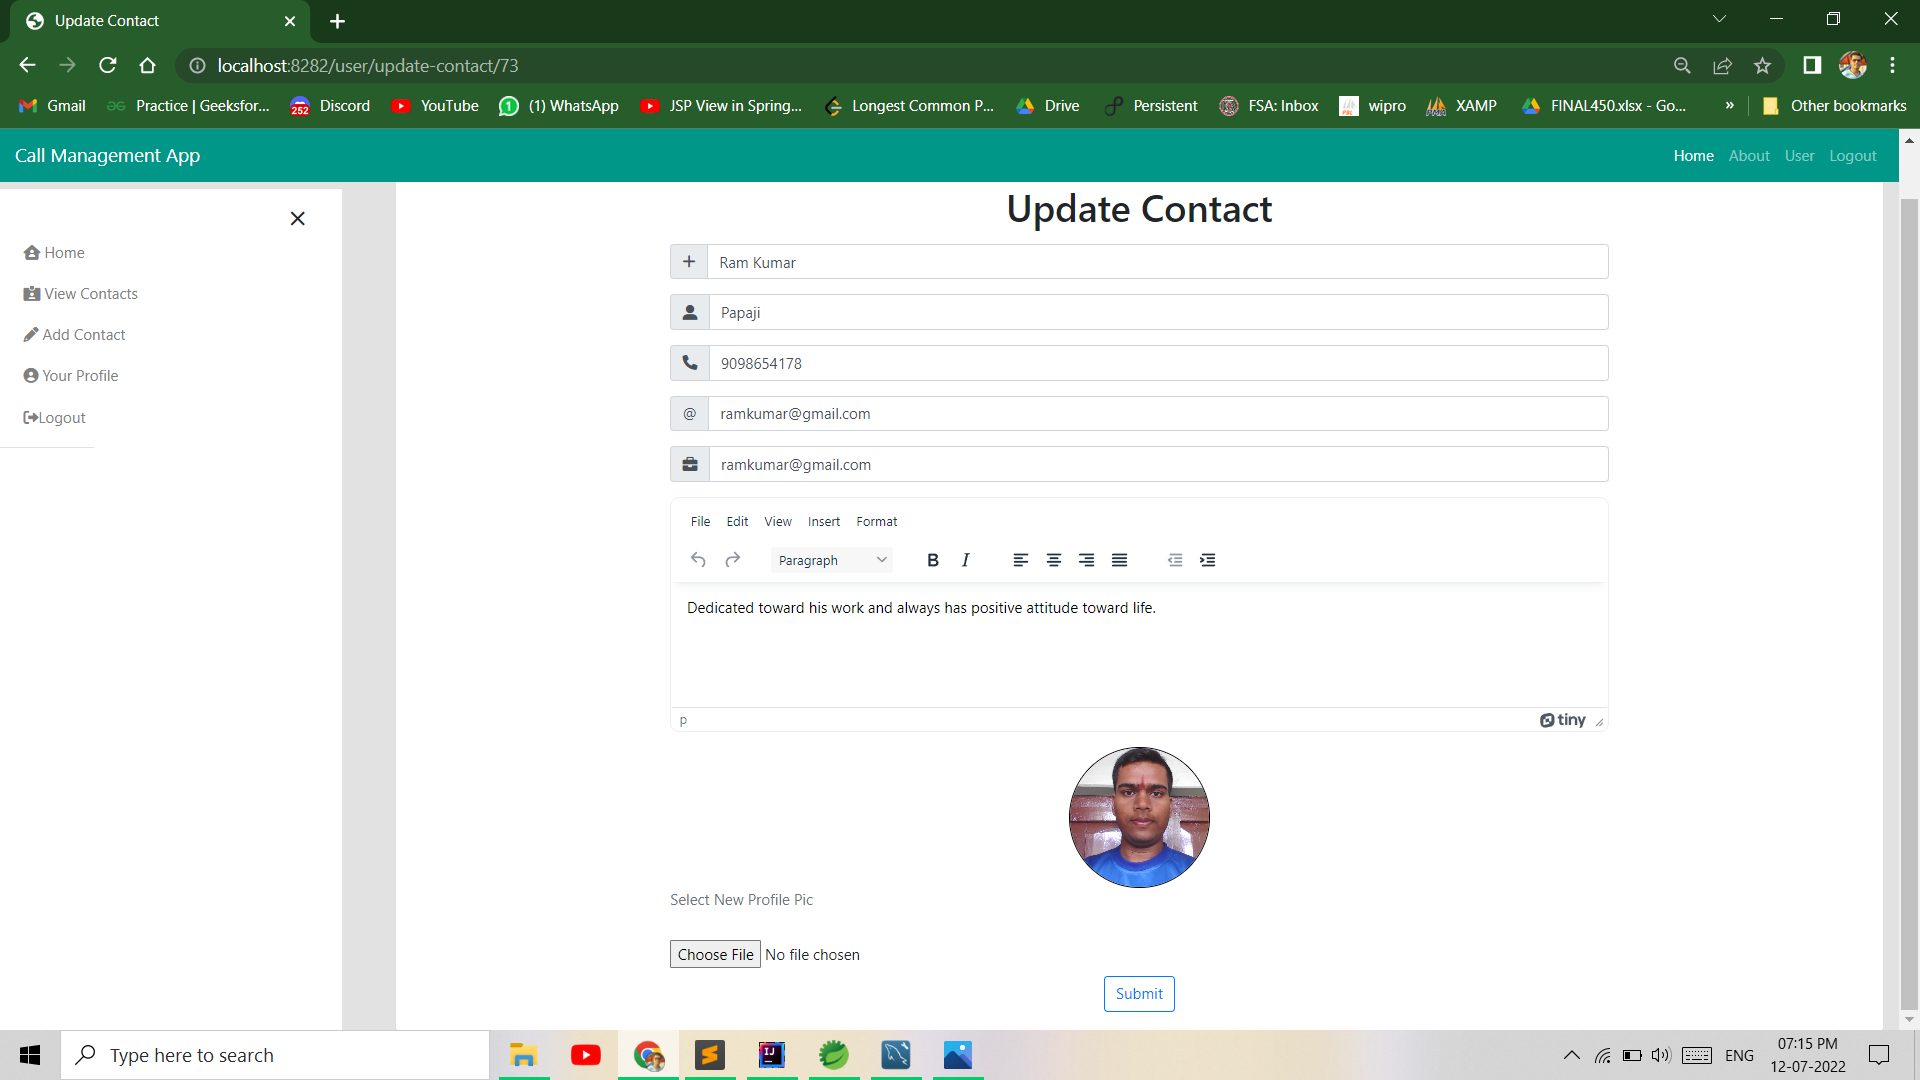 Update Contact
localhost:8282/user/update-contact/73
Gmail Practice | Geeksfor... 252 Discord YouTube 1 (1) WhatsApp JSP View in Spring... Longest Common P... Drive Persistent FSA: Inbox wipro XAMP FINAL450.xlsx - Go... » Other bookmarks
Call Management App
Home About User Logout
Home
View Contacts
Add Contact
Your Profile
Logout
Update Contact
Ram Kumar
Papaji
9098654178
@ ramkumar@gmail.com
ramkumar@gmail.com
File Edit View Insert Format
Paragraph B I
Dedicated toward his work and always has positive attitude toward life.
p tiny
Select New Profile Pic
Choose File No file chosen
Submit
Type here to search
IJ
ENG
07:15 PM
12-07-2022